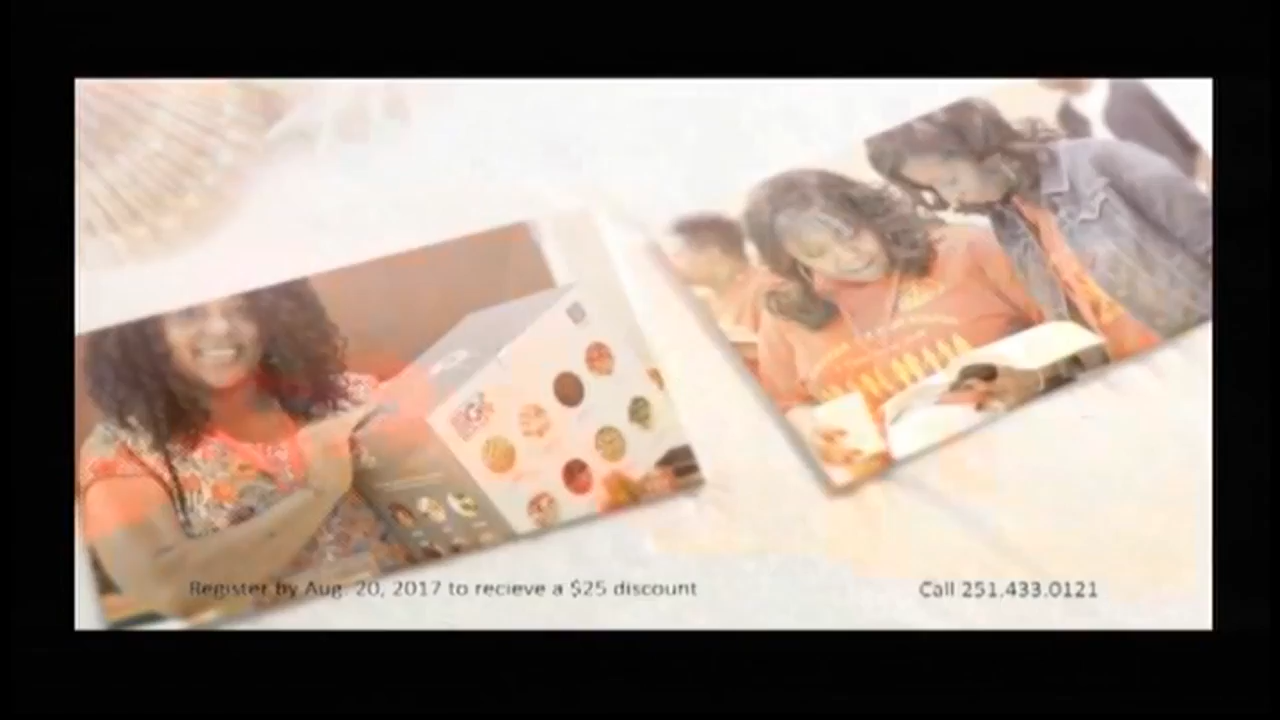 Register by Aug. 20, 2017 to recieve a $25 discount
Call 251.433.0121